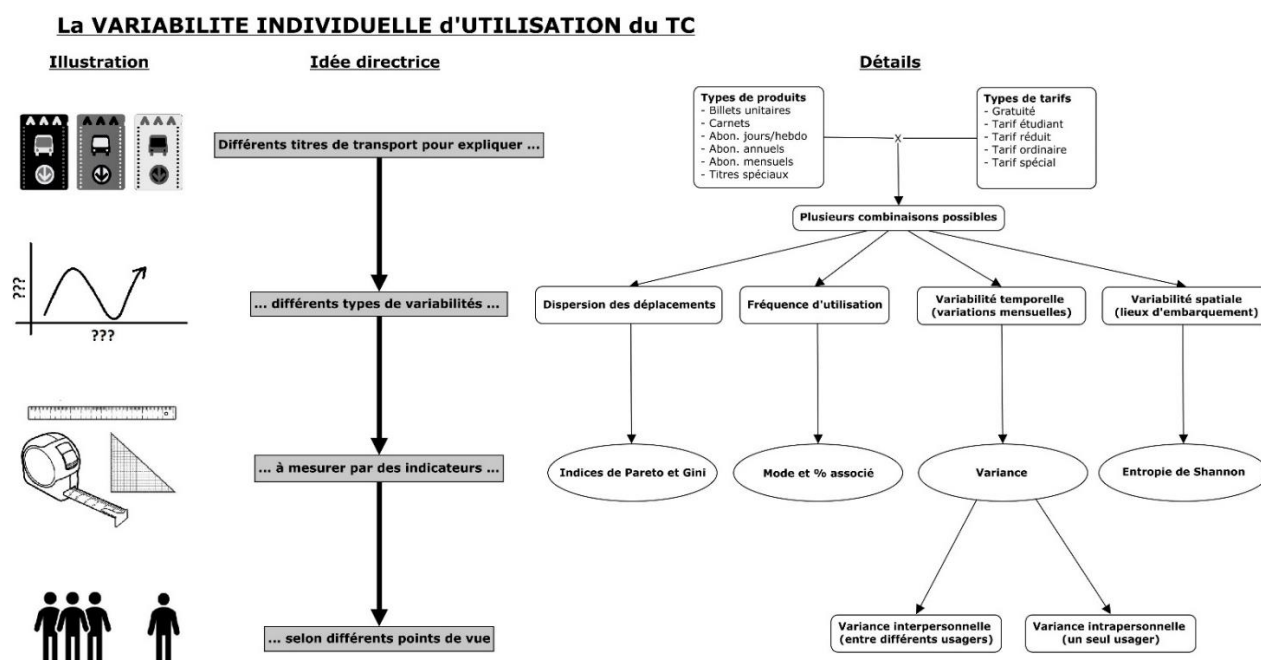 La VARIABILITE INDIVIDUELLE d'UTILISATION du TC
Illustration
Idée directrice
Détails
Types de produits
- Billets unitaires
- Carnets
- Abon. jours/hebdo
- Abon. annuels
- Abon. mensuels
- Titres spéciaux
Types de tarifs
- Gratuité
- Tarif étudiant
- Tarif réduit
- Tarif ordinaire
- Tarif spécial
Différents titres de transport pour expliquer ...
X
Plusieurs combinaisons possibles
???
???
... différents types de variabilités ...
Dispersion des déplacements
Fréquence d'utilisation
Variabilité temporelle
(variations mensuelles)
Variabilité spatiale
(lieux d'embarquement)
... à mesurer par des indicateurs ...
Indices de Pareto et Gini
Mode et % associé
Variance
Entropie de Shannon
... selon différents points de vue
Variance interpersonnelle
(entre différents usagers)
Variance intrapersonnelle
(un seul usager)